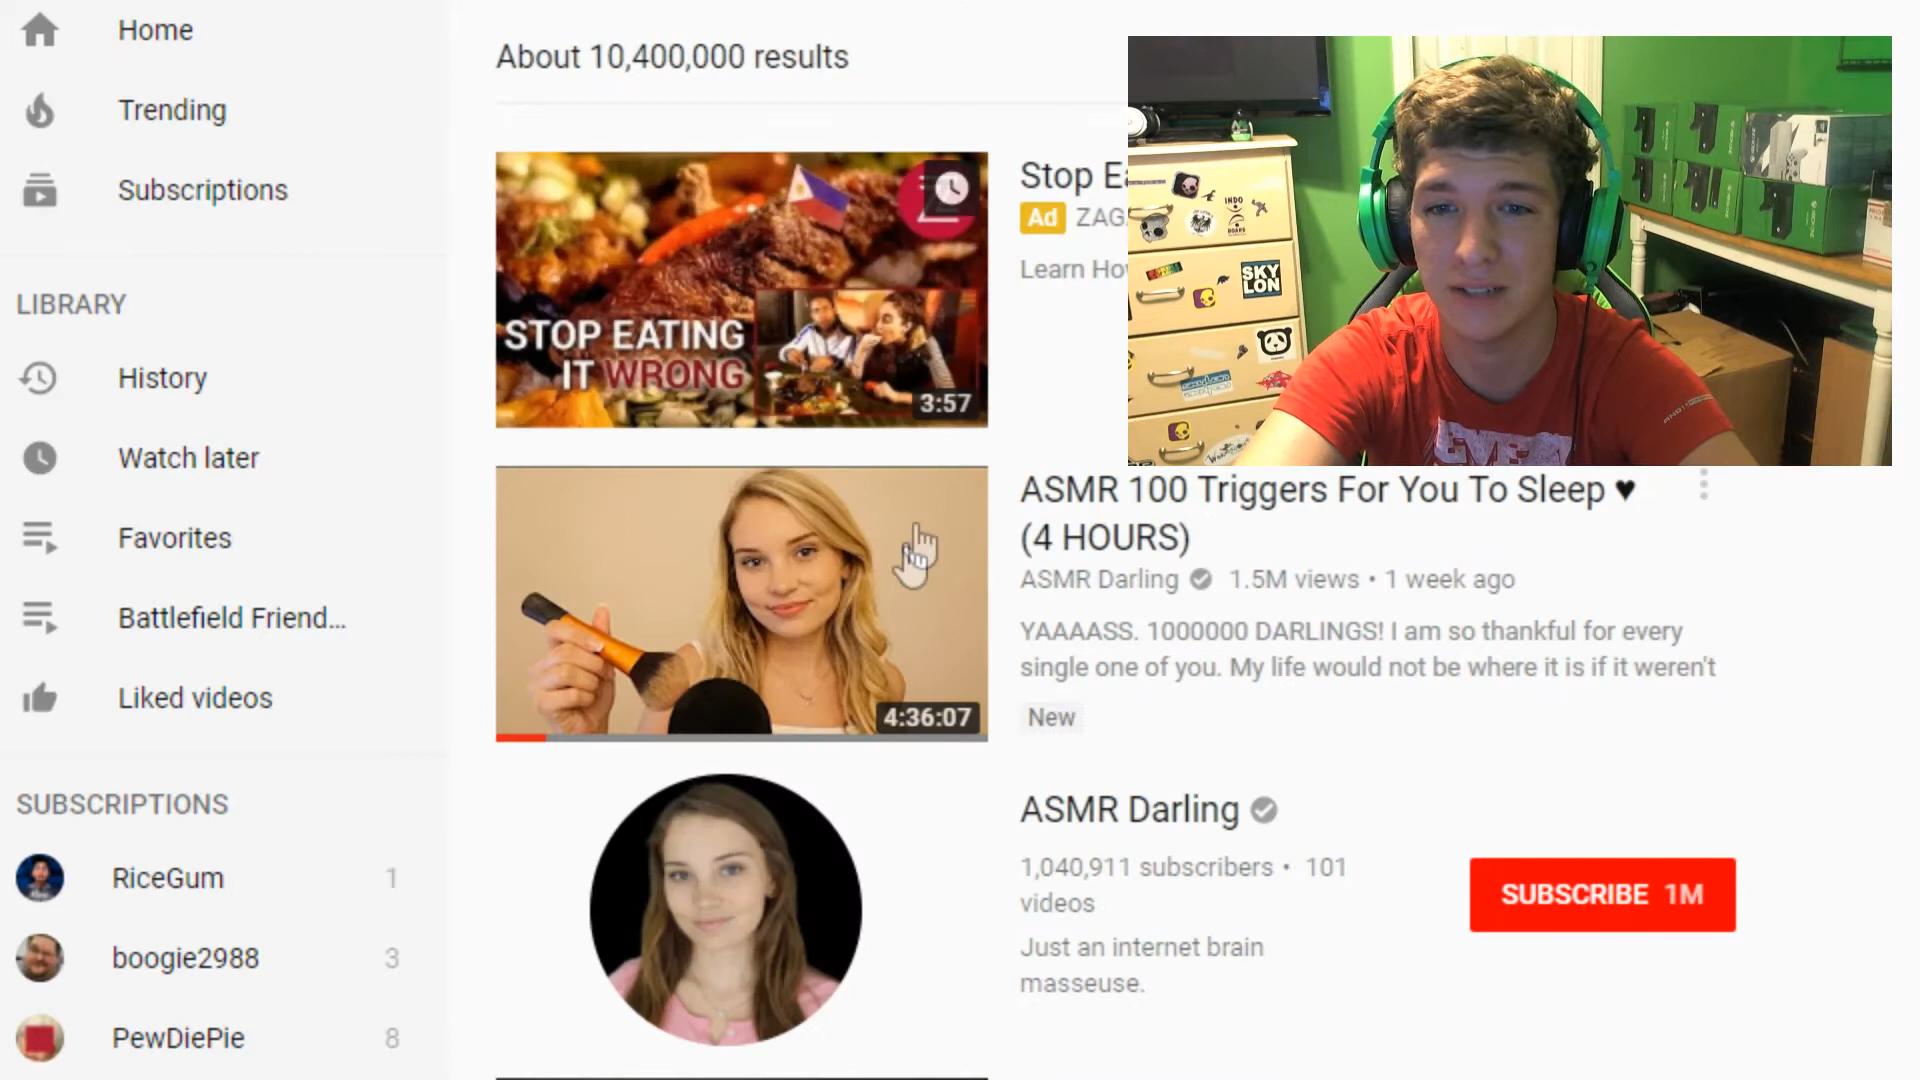 Home
Trending
Subscriptions
LIBRARY
History
Watch later
Favorites
Battlefield Friend...
Liked videos
SUBSCRIPTIONS
RiceGum 1
boogie2988 3
PewDiePie 8
About 10,400,000 results
STOP EATING
IT WRONG
3:57
Stop E
Ad ZAG
Learn Ho
INDO
BOARD
SKY
LON
ASMR 100 Triggers For You To Sleep ♥
(4 HOURS)
ASMR Darling 1.5M views • 1 week ago
YAAAASS. 1000000 DARLINGS! I am so thankful for every
single one of you. My life would not be where it is if it weren't
New
4:36:07
ASMR Darling
1,040,911 subscribers • 101
videos
Just an internet brain
masseuse.
SUBSCRIBE 1M